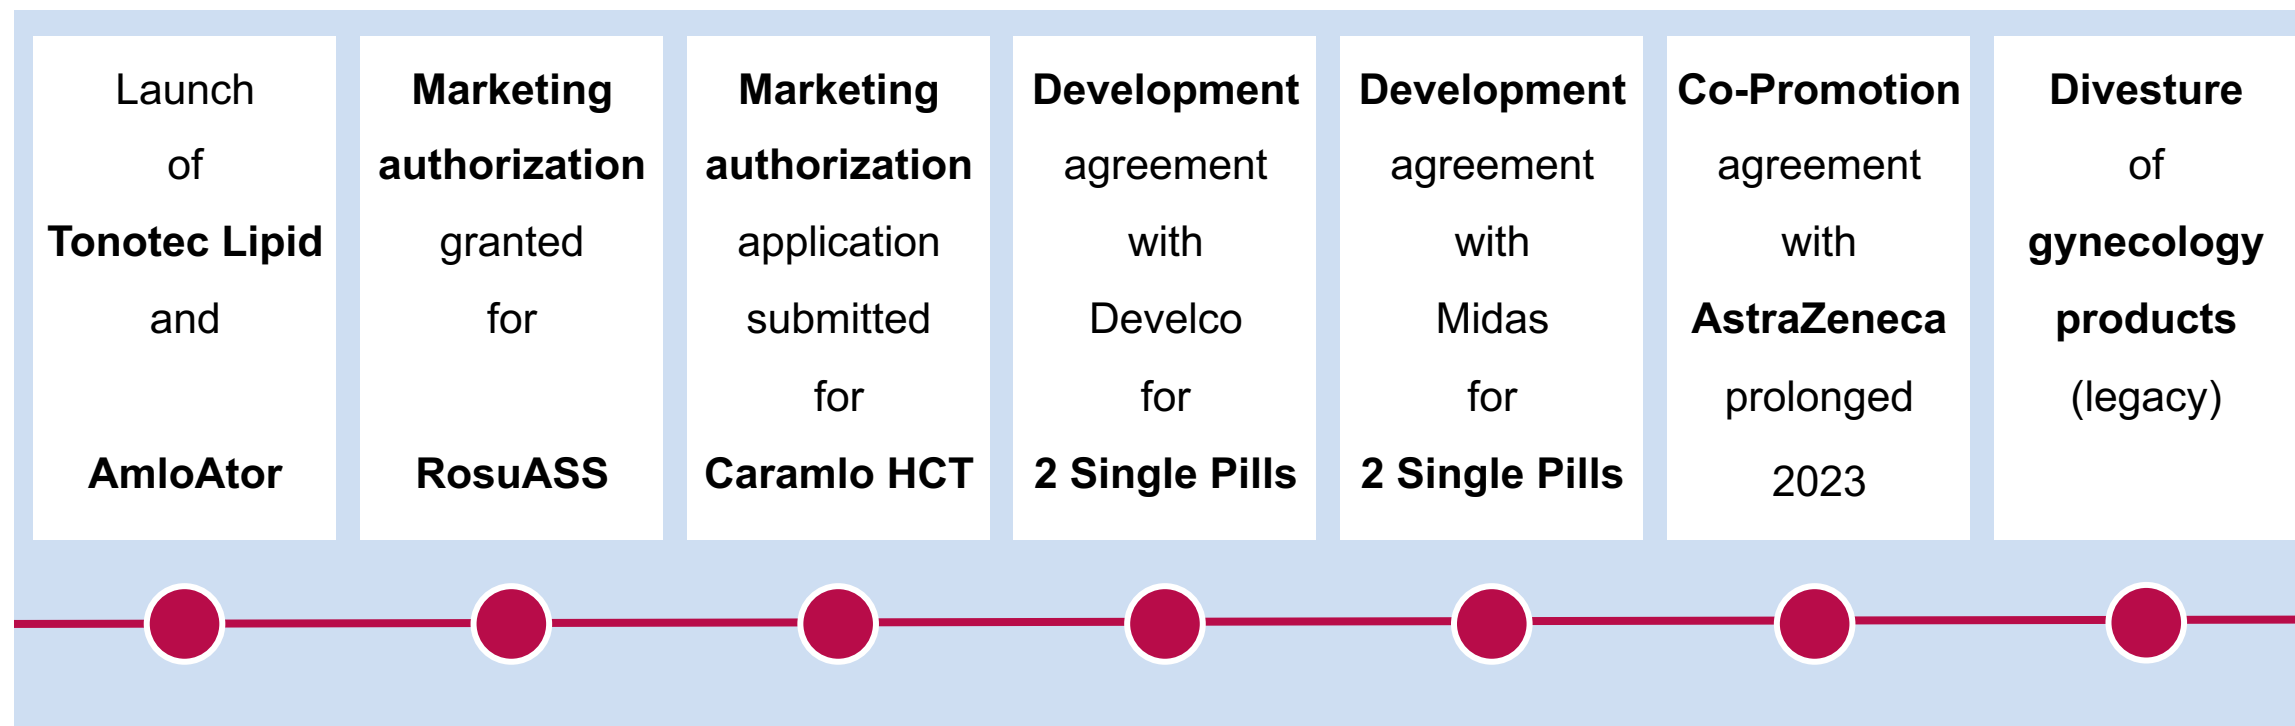 Launch
of
Tonotec Lipid
and
AmloAtor
Marketing
authorization
granted
for
RosuASS
Marketing
authorization
application
submitted
for
Caramlo HCT
Development
agreement
with
Develco
for
2 Single Pills
Development
agreement
with
Midas
for
2 Single Pills
Co-Promotion
agreement
with
AstraZeneca
prolonged
2023
Divesture
of
gynecology
products
(legacy)